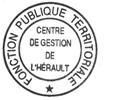 FONCTION PUBLIQUE TERRITORIALE
CENTRE
DE GESTION
DE
L'HÉRAULT